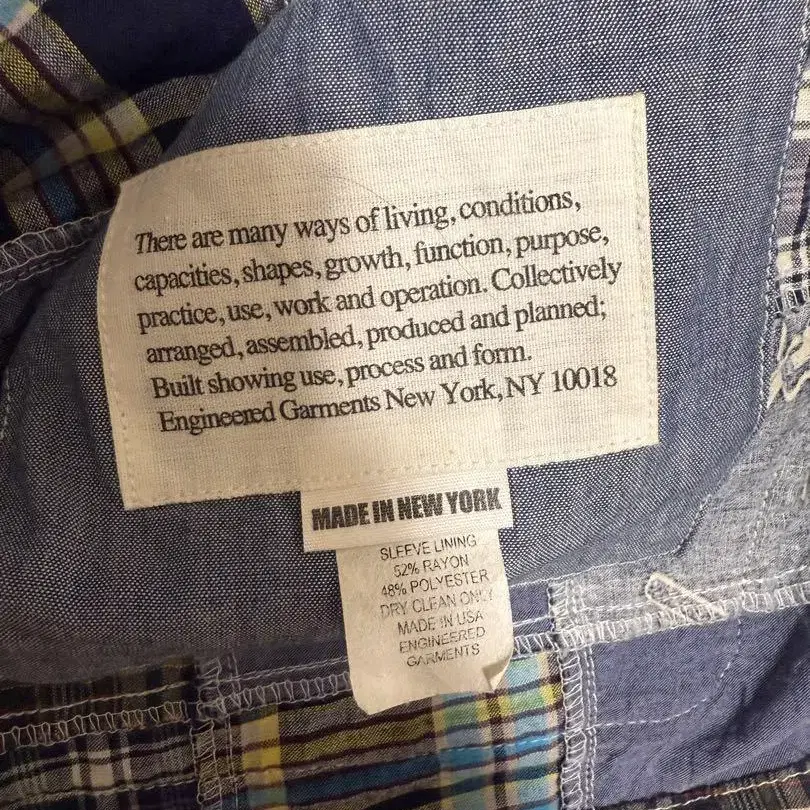 There are many ways of living, conditions,
capacities, shapes, growth, function, purpose,
practice, use, work and operation. Collectively
arranged, assembled, produced and planned;
Built showing use, process and form.
Engineered Garments New York, NY 10018
MADE IN NEW YORK
SLEEVE LINING
52% RAYON
48% POLYESTER
DRY CLEAN ONLY
MADE IN USA
ENGINEERED
GARMENTS